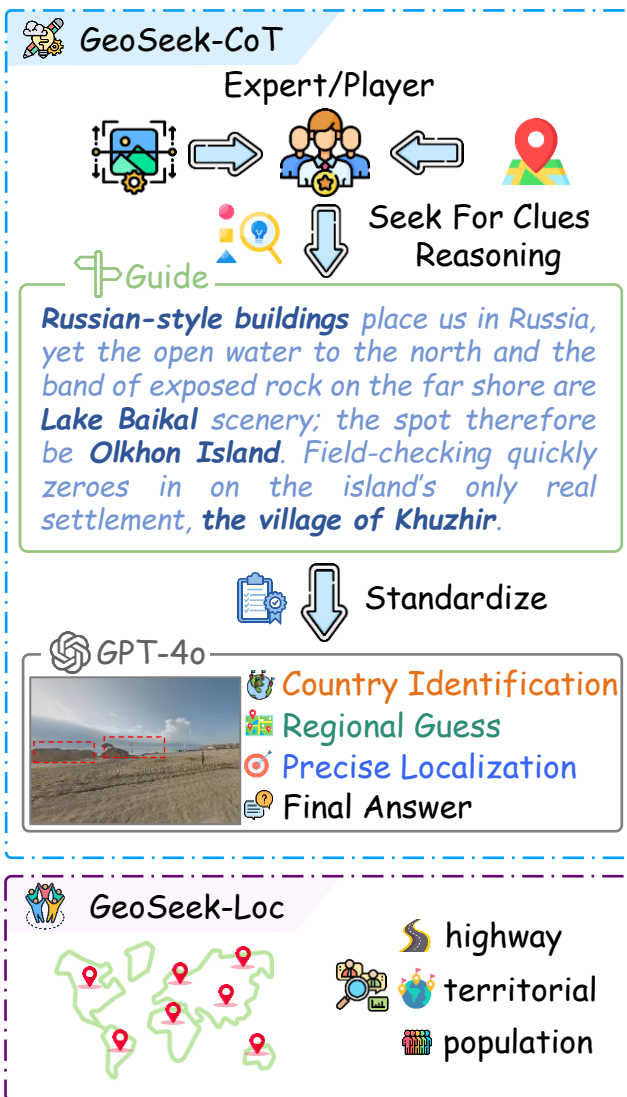 GeoSeek-CoT
Expert/Player
Seek For Clues
Reasoning
Guide
Russian-style buildings place us in Russia,
yet the open water to the north and the
band of exposed rock on the far shore are
Lake Baikal scenery; the spot therefore
be Olkhon Island. Field-checking quickly
zeroes in on the island's only real
settlement, the village of Khuzhir.
Standardize
GPT-4o
Country Identification
Regional Guess
Precise Localization
Final Answer
GeoSeek-Loc
highway
territorial
population